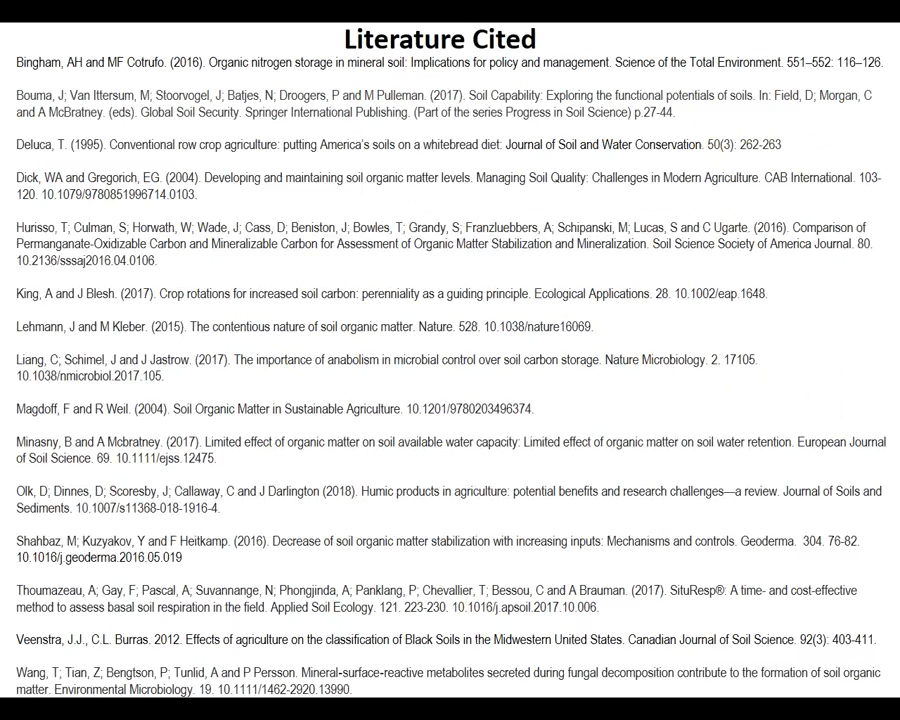 Literature Cited
Bingham, AH and MF Cotrufo. (2016). Organic nitrogen storage in mineral soil: Implications for policy and management. Science of the Total Environment. 551–552: 116–126.
Bouma, J; Van Ittersum, M; Stoorvogel, J; Batjes, N; Droogers, P and M Pulleman. (2017). Soil Capability: Exploring the functional potentials of soils. In: Field, D; Morgan, C
and A McBratney. (eds). Global Soil Security. Springer International Publishing. (Part of the series Progress in Soil Science) p.27-44.
Deluca, T. (1995). Conventional row crop agriculture: putting America's soils on a whitebread diet: Journal of Soil and Water Conservation. 50(3): 262-263
Dick, WA and Gregorich, EG. (2004). Developing and maintaining soil organic matter levels. Managing Soil Quality: Challenges in Modern Agriculture. CAB International. 103-
120. 10.1079/9780851996714.0103.
Hurisso, T; Culman, S; Horwath, W; Wade, J; Cass, D; Beniston, J; Bowles, T; Grandy, S; Franzluebbers, A; Schipanski, M; Lucas, S and C Ugarte. (2016). Comparison of
Permanganate-Oxidizable Carbon and Mineralizable Carbon for Assessment of Organic Matter Stabilization and Mineralization. Soil Science Society of America Journal. 80.
10.2136/sssaj2016.04.0106.
King, A and J Blesh. (2017). Crop rotations for increased soil carbon: perenniality as a guiding principle. Ecological Applications. 28. 10.1002/eap.1648.
Lehmann, J and M Kleber. (2015). The contentious nature of soil organic matter. Nature. 528. 10.1038/nature16069.
Liang, C; Schimel, J and J Jastrow. (2017). The importance of anabolism in microbial control over soil carbon storage. Nature Microbiology. 2. 17105.
10.1038/nmicrobiol.2017.105.
Magdoff, F and R Weil. (2004). Soil Organic Matter in Sustainable Agriculture. 10.1201/9780203496374.
Minasny, B and A Mcbratney. (2017). Limited effect of organic matter on soil available water capacity: Limited effect of organic matter on soil water retention. European Journal
of Soil Science. 69. 10.1111/ejss.12475.
Olk, D; Dinnes, D; Scoresby, J; Callaway, C and J Darlington (2018). Humic products in agriculture: potential benefits and research challenges—a review. Journal of Soils and
Sediments. 10.1007/s11368-018-1916-4.
Shahbaz, M; Kuzyakov, Y and F Heitkamp. (2016). Decrease of soil organic matter stabilization with increasing inputs: Mechanisms and controls. Geoderma. 304. 76-82.
10.1016/j.geoderma.2016.05.019
Thoumazeau, A; Gay, F; Pascal, A; Suvannange, N; Phongjinda, A; Panklang, P; Chevallier, T; Bessou, C and A Brauman. (2017). SituResp®: A time- and cost-effective
method to assess basal soil respiration in the field. Applied Soil Ecology. 121. 223-230. 10.1016/j.apsoil.2017.10.006.
Veenstra, J.J., C.L. Burras. 2012. Effects of agriculture on the classification of Black Soils in the Midwestern United States. Canadian Journal of Soil Science. 92(3): 403-411.
Wang, T; Tian, Z; Bengtson, P; Tunlid, A and P Persson. Mineral-surface-reactive metabolites secreted during fungal decomposition contribute to the formation of soil organic
matter. Environmental Microbiology. 19. 10.1111/1462-2920.13990.